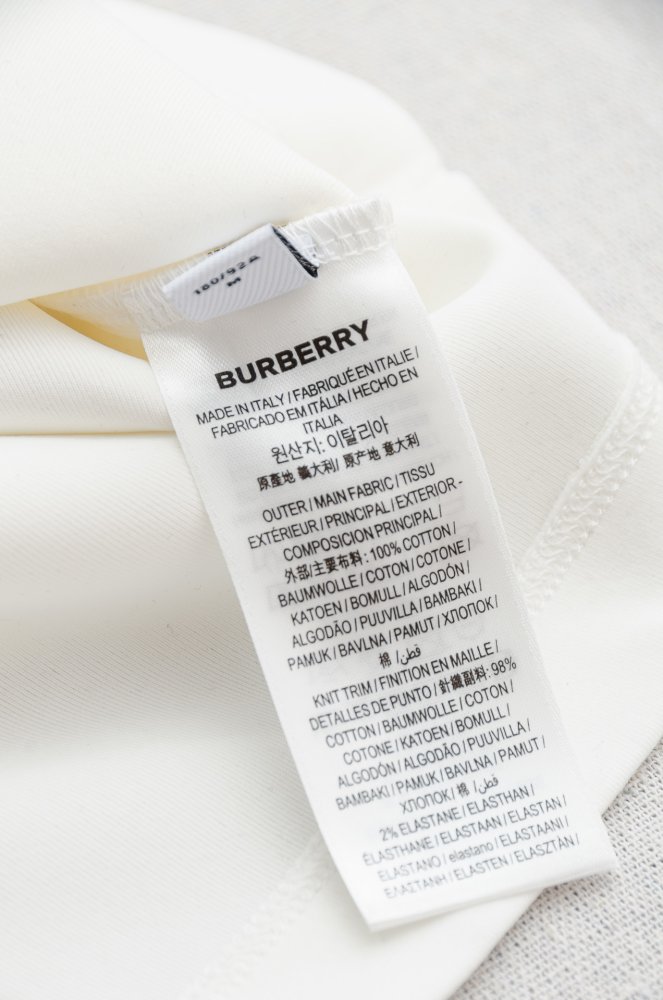 180/92A
M
BURBERRY
MADE IN ITALY / FABRIQUÉ EN ITALIE /
FABRICADO EM ITÁLIA / HECHO EN
ITALIA
원산지: 이탈리아
原產地 義大利/ 原产地 意大利
OUTER / MAIN FABRIC / TISSU
EXTÉRIEUR / PRINCIPAL / EXTERIOR-
COMPOSICION PRINCIPAL /
外部/主要布料: 100% COTTON /
BAUMWOLLE / COTON / COTONE /
KATOEN / BOMULL / ALGODÓN /
ALGODÃO / PUUVILLA / BAMBAKI /
PAMUK / BAVLNA / PAMUT / ХЛОПОК /
棉 / قطن/
KNIT TRIM / FINITION EN MAILLE /
DETALLES DE PUNTO / 針織副料: 98%
COTTON / BAUMWOLLE / COTON /
COTONE / KATOEN / BOMULL /
ALGODÓN / ALGODÃO / PUUVILLA /
BAMBAKI / PAMUK / BAVLNA / PAMUT /
ХЛОПОК / 棉 / قطن/
2% ELASTANE / ELASTHAN /
ÉLASTHANE / ELASTAAN / ELASTAN /
ELASTANO / elastano / ELASTAANI /
ΕΛΑΣΤΑΝΗ / ELASTEN / ELASZTÁN /